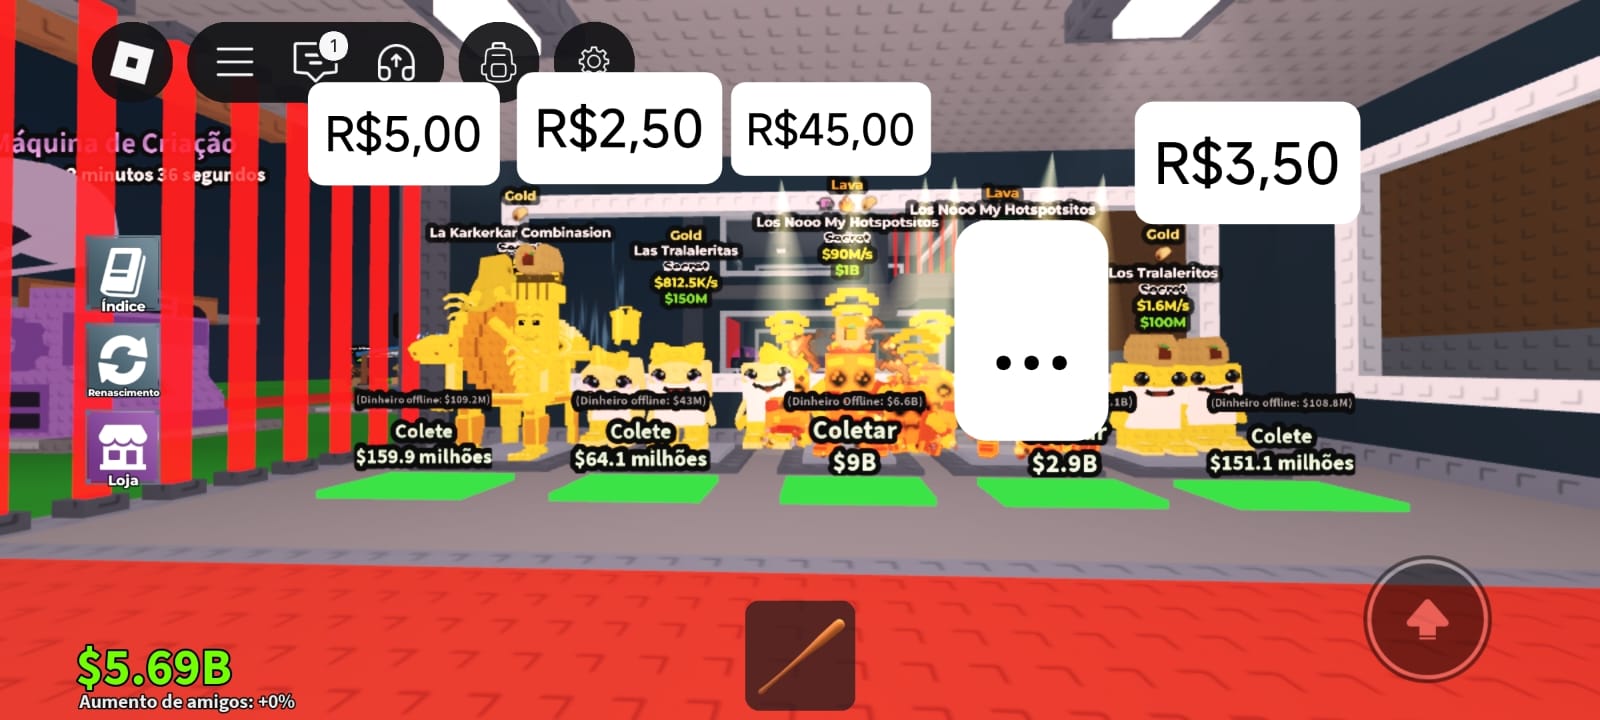 1
R$5,00
R$2,50
R$45,00
R$3,50
Máquina de Criação
minutos 36 segundos
Gold
La Karkerkar Combinasion
Secret
Gold
Las Tralaleritas
Secret
$812.5K/s
$150M
Lava
Los Nooo My Hotspotsitos
Secret
$90M/s
$1B
Lava
Los Nooo My Hotspotsitos
...
Gold
Los Tralaleritos
Secret
$1.6M/s
$100M
Índice
Renascimento
Loja
(Dinheiro offline: $109.2M)
Colete
$159.9 milhões
(Dinheiro offline: $43M)
Colete
$64.1 milhões
(Dinheiro offline: $6.6B)
Coletar
$9B
.1B)
$2.9B
(Dinheiro offline: $108.8M)
Colete
$151.1 milhões
$5.69B
Aumento de amigos: +0%